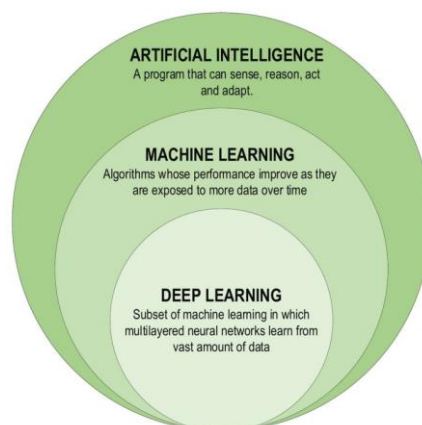 ARTIFICIAL INTELLIGENCE
A program that can sense, reason, act
and adapt.
MACHINE LEARNING
Algorithms whose performance improve as they
are exposed to more data over time
DEEP LEARNING
Subset of machine learning in which
multilayered neural networks learn from
vast amount of data